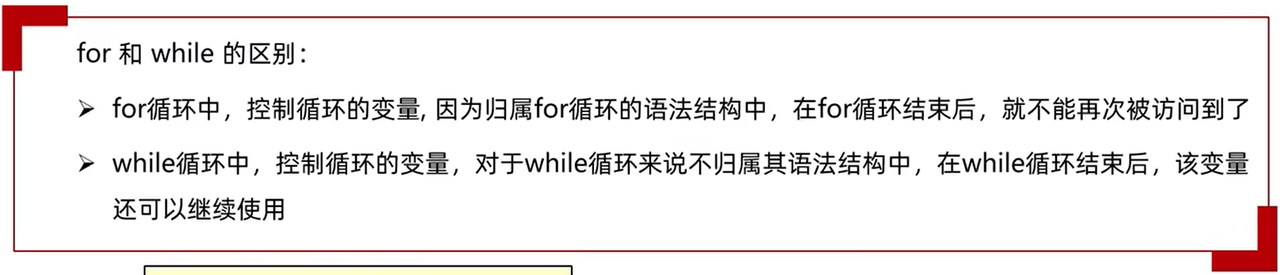 for 和 while 的区别：
➢ for循环中，控制循环的变量, 因为归属for循环的语法结构中，在for循环结束后，就不能再次被访问到了
➢ while循环中，控制循环的变量，对于while循环来说不归属其语法结构中，在while循环结束后，该变量
还可以继续使用